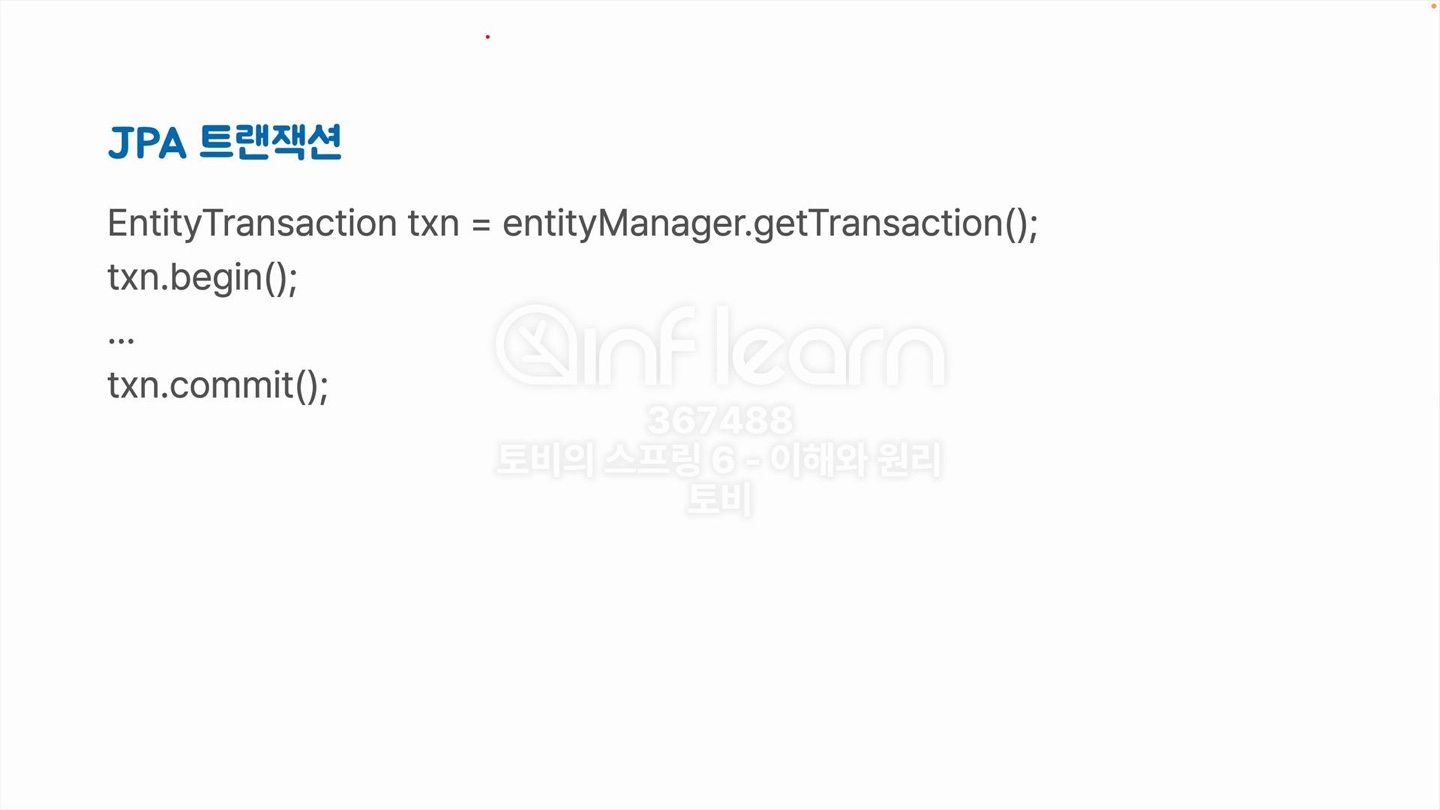 JPA 트랜잭션
EntityTransaction txn = entityManager.getTransaction();
txn.begin();
...
txn.commit();
inflearn
367488
토비의 스프링 6 - 이해와 원리
토비